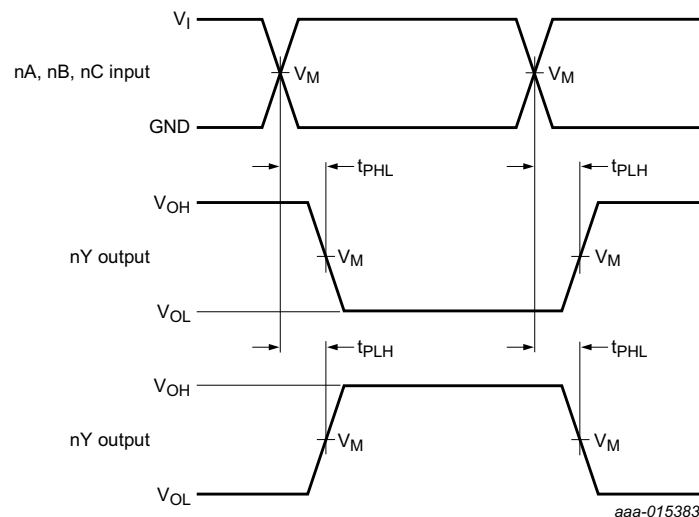 VI
nA, nB, nC input
VM
VM
GND
tPHL
tPLH
VOH
nY output
VM
VM
VOL
tPLH
tPHL
VOH
nY output
VM
VM
VOL
aaa-015383